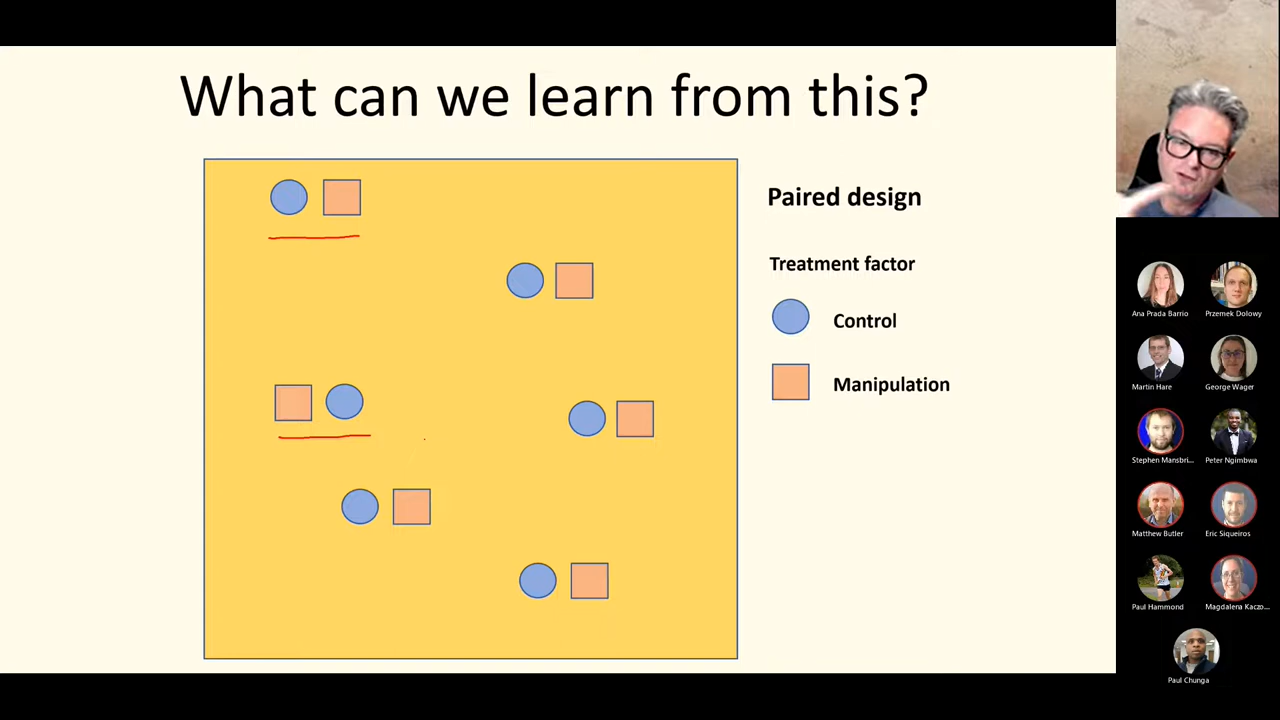 What can we learn from this?
Paired design
Treatment factor
Control
Manipulation
Ana Prada Barrio
Przemek Dolowy
Martin Hare
George Wager
Stephen Mansbri...
Peter Ngimbwa
Matthew Butler
Eric Siqueiros
Paul Hammond
Magdalena Kaczo...
Paul Chunga